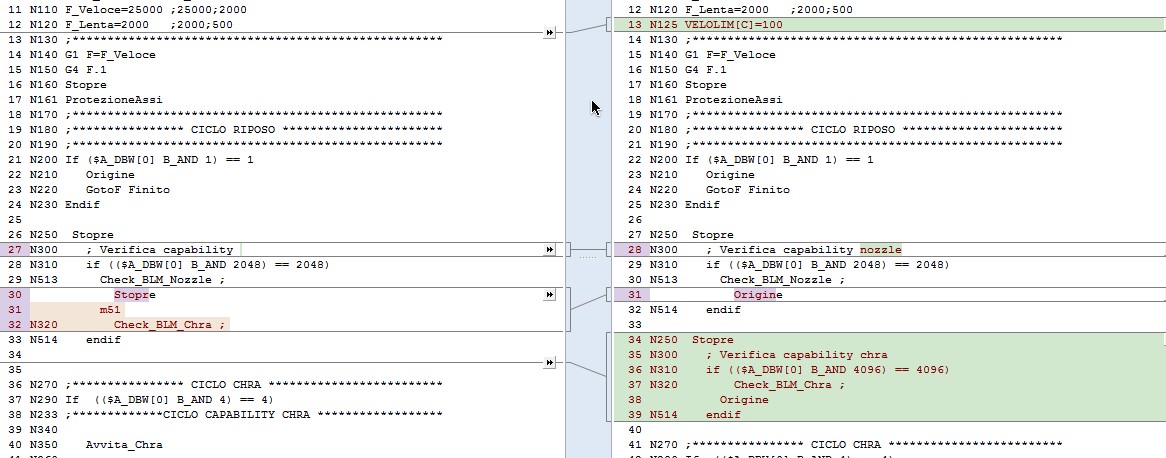 11 N110 F_Veloce=25000 ;25000;2000
12 N120 F_Lenta=2000   ;2000;500
13 N130 ;*****************************************************
14 N140 G1 F=F_Veloce
15 N150 G4 F.1
16 N160 Stopre
17 N161 ProtezioneAssi
18 N170 ;*****************************************************
19 N180 ;**************** CICLO RIPOSO ***********************
20 N190 ;*****************************************************
21 N200 If ($A_DBW[0] B_AND 1) == 1
22 N210    Origine
23 N220    GotoF Finito
24 N230 Endif
25
26 N250  Stopre
27 N300    ; Verifica capability
28 N310    if (($A_DBW[0] B_AND 2048) == 2048)
29 N513      Check_BLM_Nozzle ;
30            Stopre
31          m51
32 N320        Check_BLM_Chra ;
33 N514    endif
34
35
36 N270 ;**************** CICLO CHRA **************************
37 N290 If  (($A_DBW[0] B_AND 4) == 4)
38 N233 ;*************CICLO CAPABILITY CHRA ******************
39 N340
40 N350    Avvita_Chra
12 N120 F_Lenta=2000   ;2000;500
13 N125 VELOLIM[C]=100
14 N130 ;*****************************************************
15 N140 G1 F=F_Veloce
16 N150 G4 F.1
17 N160 Stopre
18 N161 ProtezioneAssi
19 N170 ;*****************************************************
20 N180 ;**************** CICLO RIPOSO ***********************
21 N190 ;*****************************************************
22 N200 If ($A_DBW[0] B_AND 1) == 1
23 N210    Origine
24 N220    GotoF Finito
25 N230 Endif
26
27 N250  Stopre
28 N300    ; Verifica capability nozzle
29 N310    if (($A_DBW[0] B_AND 2048) == 2048)
30 N513      Check_BLM_Nozzle ;
31            Origine
32 N514    endif
33
34 N250  Stopre
35 N300    ; Verifica capability chra
36 N310    if (($A_DBW[0] B_AND 4096) == 4096)
37 N320        Check_BLM_Chra ;
38          Origine
39 N514    endif
40
41 N270 ;**************** CICLO CHRA **************************